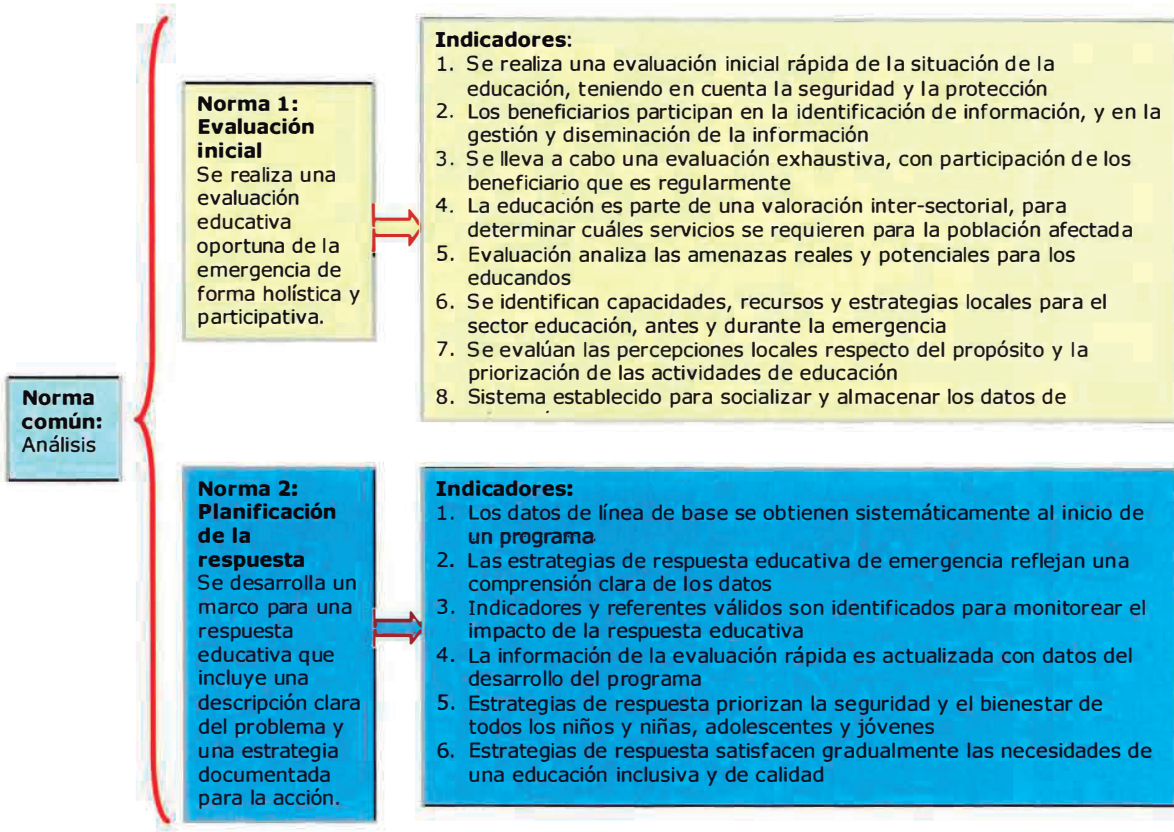 Norma
común:
Análisis
Norma 1:
Evaluación
inicial
Se realiza una
evaluación
educativa
oportuna de la
emergencia de
forma holística y
participativa.
Indicadores:
1. Se realiza una evaluación inicial rápida de la situación de la
educación, teniendo en cuenta la seguridad y la protección
2. Los beneficiarios participan en la identificación de información, y en la
gestión y diseminación de la información
3. Se lleva a cabo una evaluación exhaustiva, con participación de los
beneficiario que es regularmente
4. La educación es parte de una valoración inter-sectorial, para
determinar cuáles servicios se requieren para la población afectada
5. Evaluación analiza las amenazas reales y potenciales para los
educandos
6. Se identifican capacidades, recursos y estrategias locales para el
sector educación, antes y durante la emergencia
7. Se evalúan las percepciones locales respecto del propósito y la
priorización de las actividades de educación
8. Sistema establecido para socializar y almacenar los datos de
Norma 2:
Planificación
de la
respuesta
Se desarrolla un
marco para una
respuesta
educativa que
incluye una
descripción clara
del problema y
una estrategia
documentada
para la acción.
Indicadores:
1. Los datos de línea de base se obtienen sistemáticamente al inicio de
un programa.
2. Las estrategias de respuesta educativa de emergencia reflejan una
comprensión clara de los datos
3. Indicadores y referentes válidos son identificados para monitorear el
impacto de la respuesta educativa
4. La información de la evaluación rápida es actualizada con datos del
desarrollo del programa
5. Estrategias de respuesta priorizan la seguridad y el bienestar de
todos los niños y niñas, adolescentes y jóvenes
6. Estrategias de respuesta satisfacen gradualmente las necesidades de
una educación inclusiva y de calidad